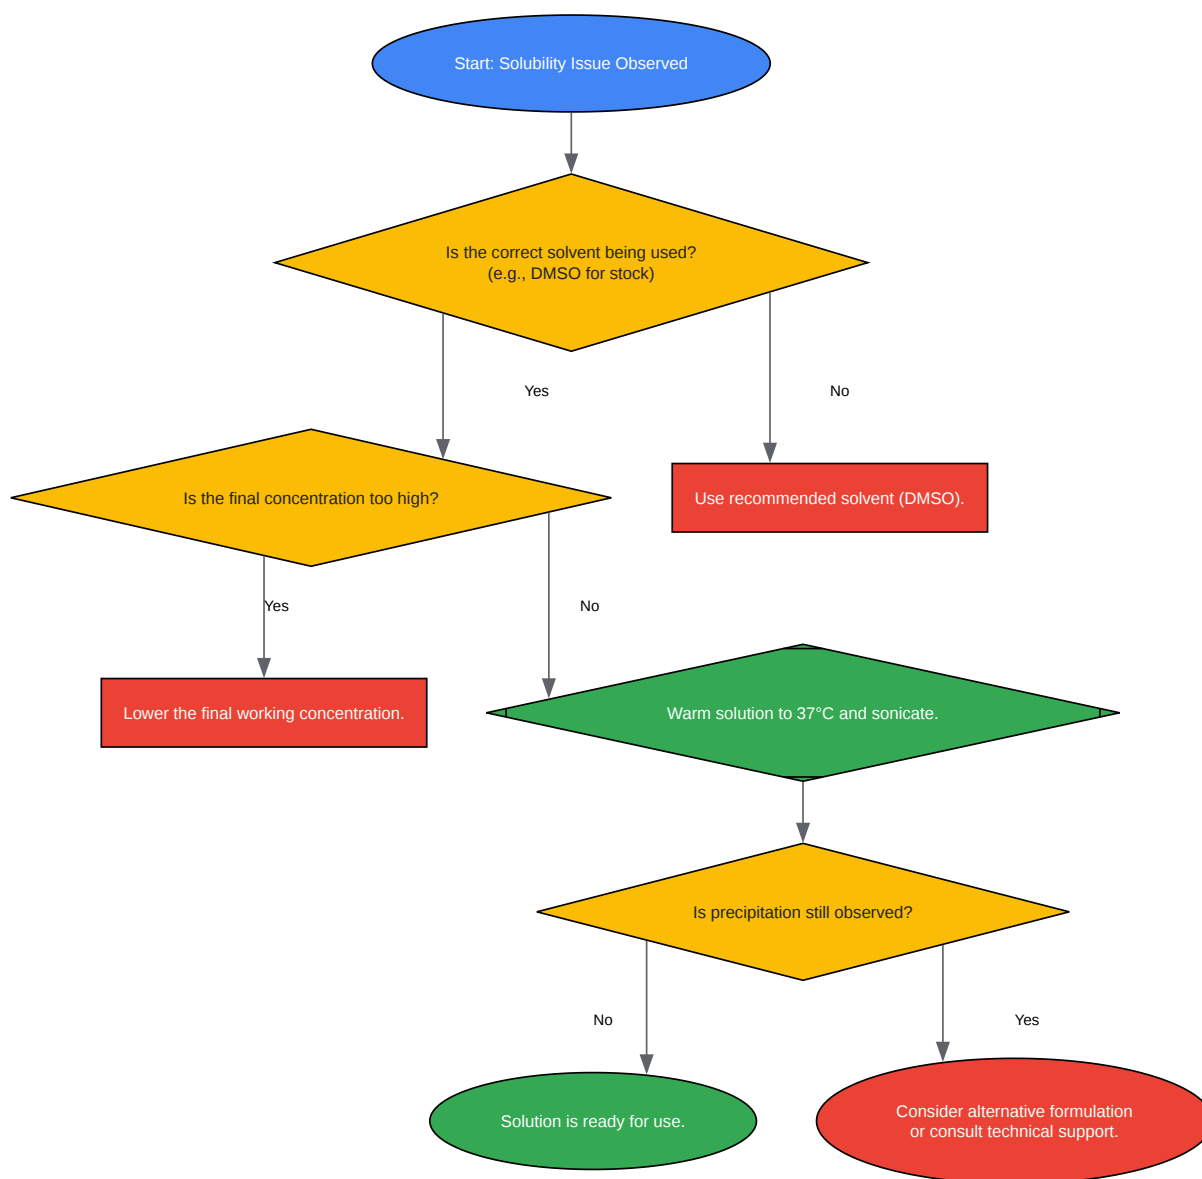 Start: Solubility Issue Observed
Is the correct solvent being used?
(e.g., DMSO for stock)
Yes
No
Is the final concentration too high?
Use recommended solvent (DMSO).
Yes
No
Lower the final working concentration.
Warm solution to 37°C and sonicate.
Is precipitation still observed?
No
Yes
Solution is ready for use.
Consider alternative formulation
or consult technical support.